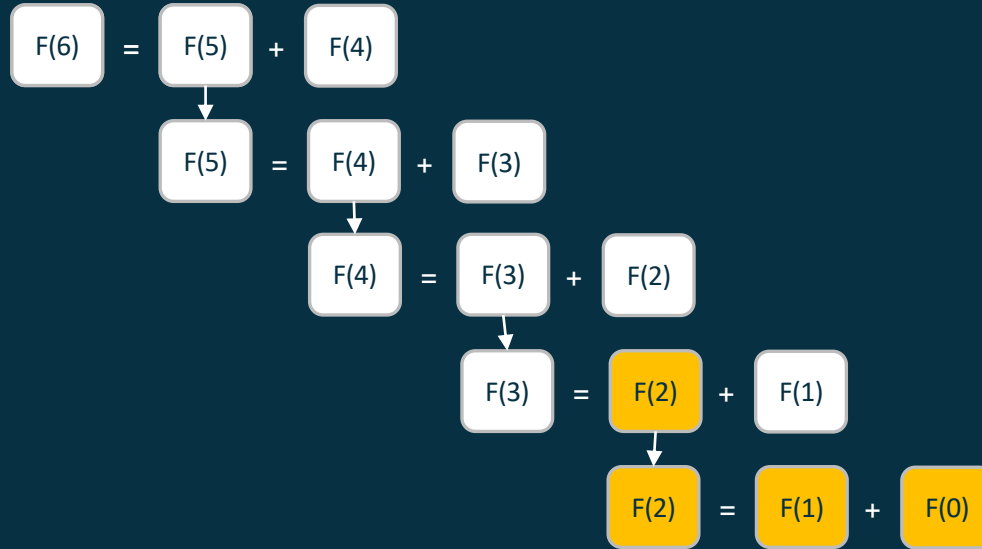 F(6) = F(5) + F(4)
F(5) = F(4) + F(3)
F(4) = F(3) + F(2)
F(3) = F(2) + F(1)
F(2) = F(1) + F(0)